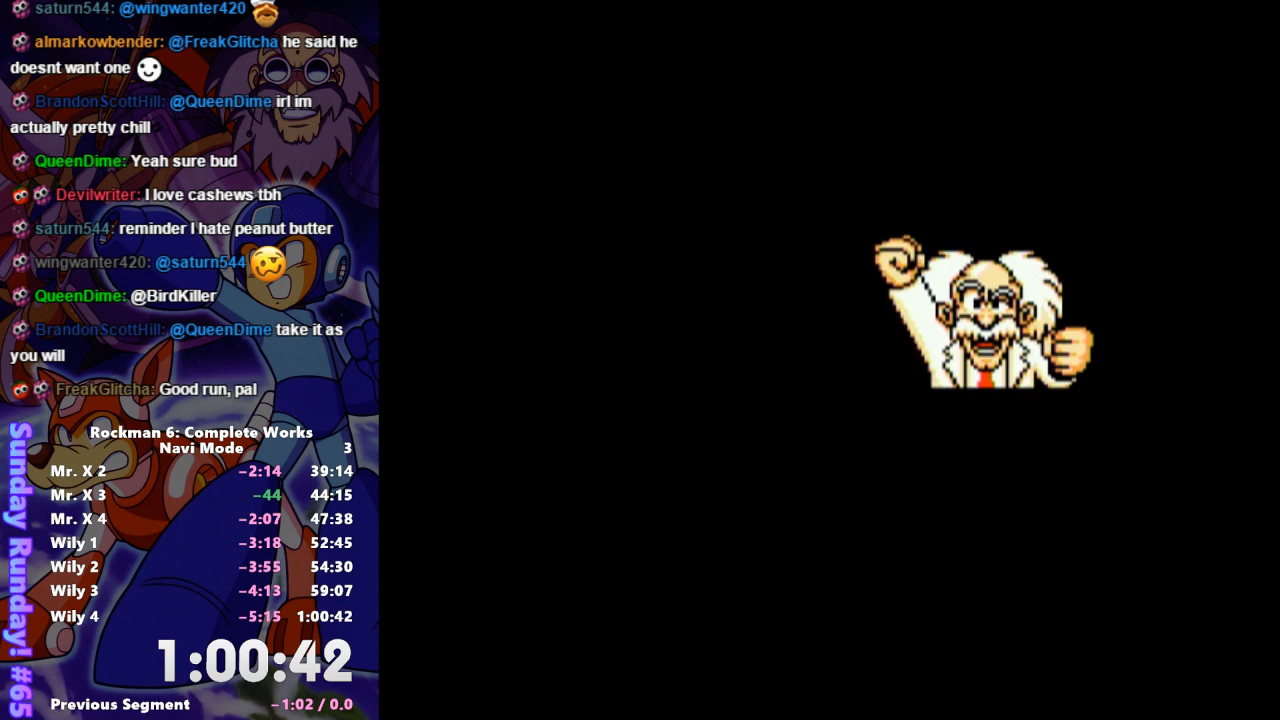 saturn544: @wingwanter420
almarkowbender: @FreakGlitcha he said he
doesnt want one
BrandonScottHill: @QueenDime irl im
actually pretty chill
QueenDime: Yeah sure bud
Devilwriter: I love cashews tbh
saturn544: reminder I hate peanut butter
wingwanter420: @saturn544
QueenDime: @BirdKiller
BrandonScottHill: @QueenDime take it as
you will
FreakGlitcha: Good run, pal
Sunday Runday! #65
Rockman 6: Complete Works
Navi Mode 3
Mr. X 2 -2:14 39:14
Mr. X 3 -44 44:15
Mr. X 4 -2:07 47:38
Wily 1 -3:18 52:45
Wily 2 -3:55 54:30
Wily 3 -4:13 59:07
Wily 4 -5:15 1:00:42
1:00:42
Previous Segment -1:02 / 0.0